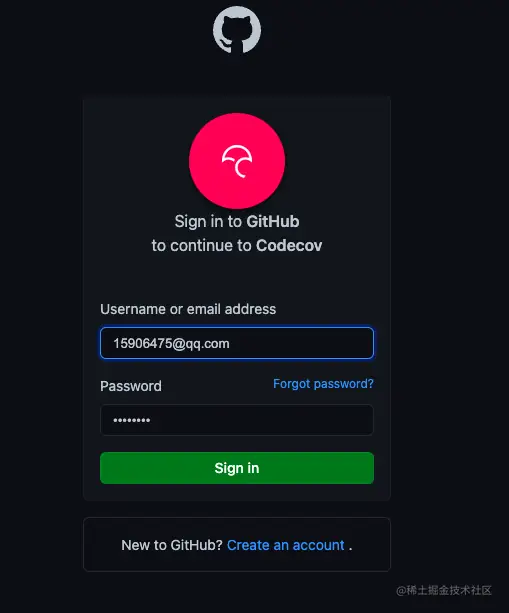 Sign in to GitHub
to continue to Codecov
Username or email address
15906475@qq.com
Password Forgot password?
••••••••
Sign in
New to GitHub? Create an account .
@稀土掘金技术社区